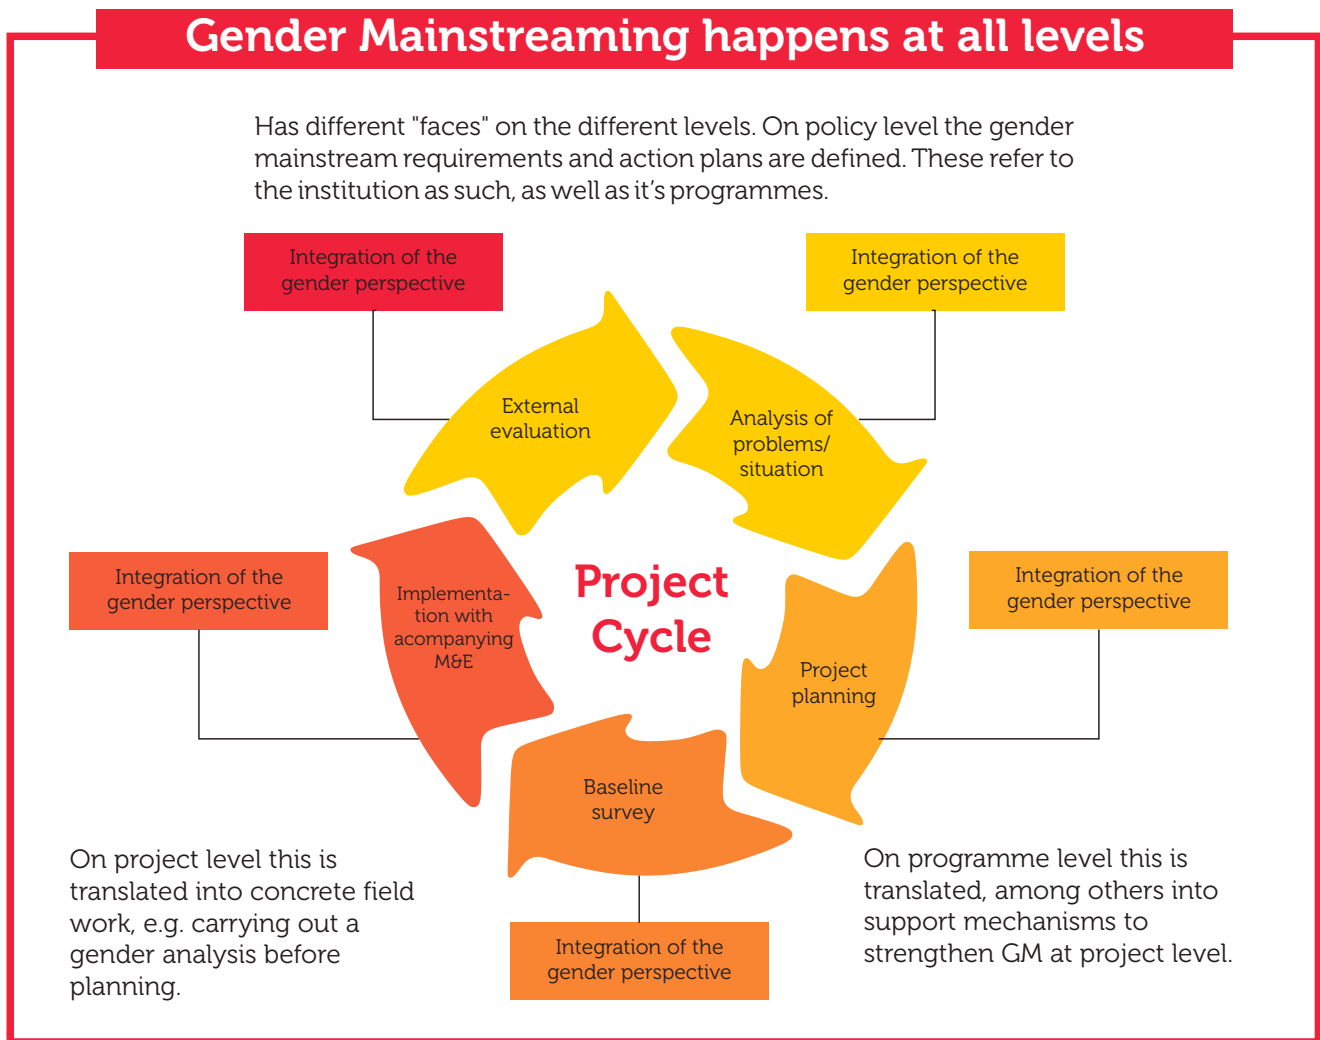 Gender Mainstreaming happens at all levels
Has different "faces" on the different levels. On policy level the gender
mainstream requirements and action plans are defined. These refer to
the institution as such, as well as it's programmes.
Integration of the
gender perspective
Integration of the
gender perspective
External
evaluation
Analysis of
problems/
situation
Integration of the
gender perspective
Implementa-
tion with
acompanying
M&E
Project
Cycle
Integration of the
gender perspective
Project
planning
Baseline
survey
On project level this is
translated into concrete field
work, e.g. carrying out a
gender analysis before
planning.
On programme level this is
translated, among others into
support mechanisms to
strengthen GM at project level.
Integration of the
gender perspective